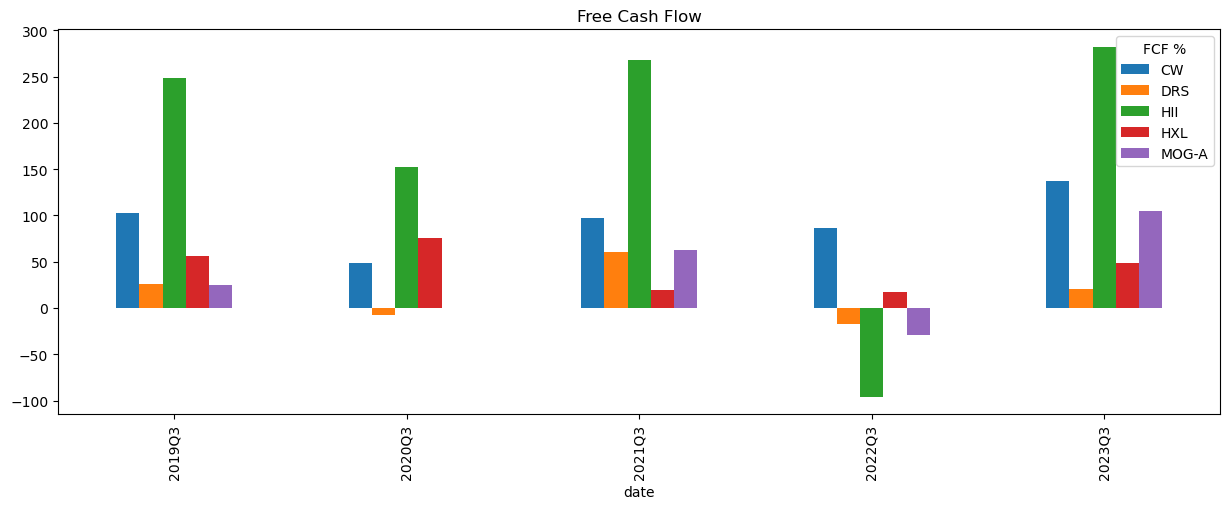 Free Cash Flow
300
250
200
150
100
50
0
−50
−100
FCF %
CW
DRS
HII
HXL
MOG-A
2019Q3
2020Q3
2021Q3
2022Q3
2023Q3
date